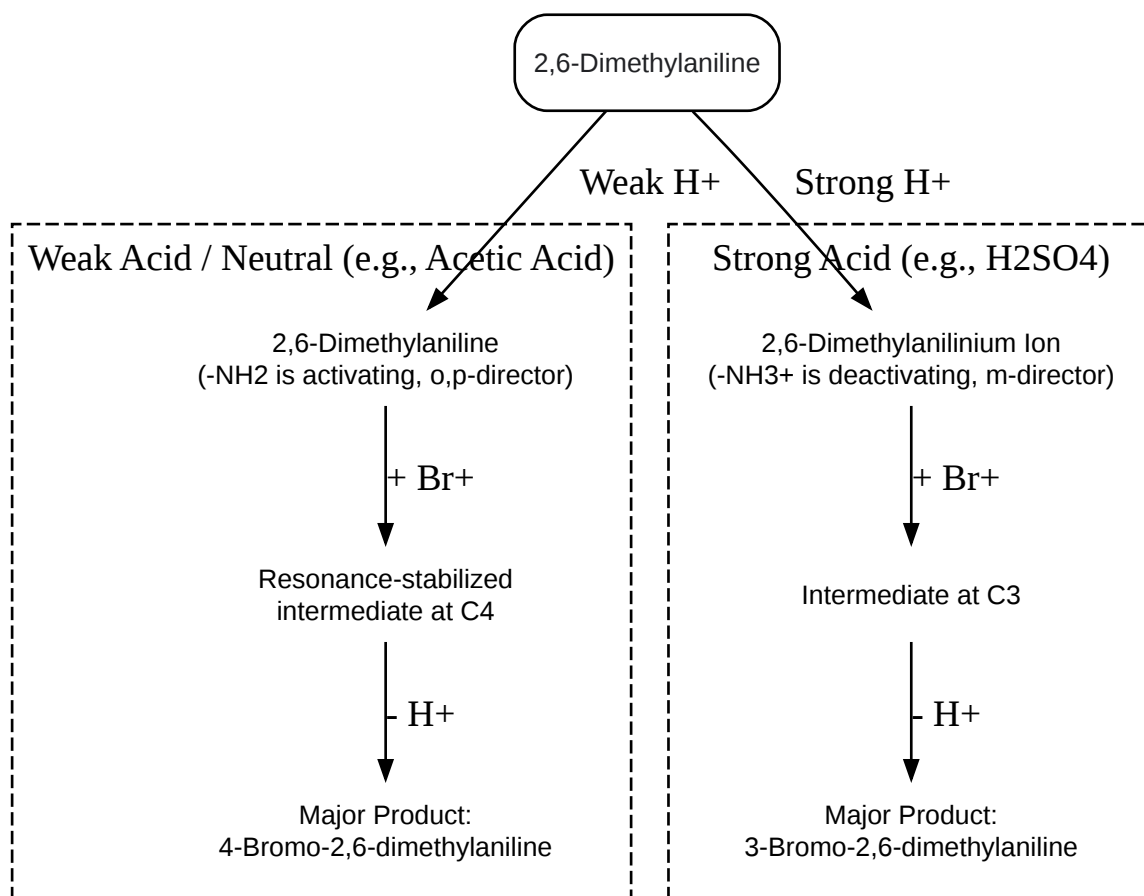 2,6-Dimethylaniline
Weak H+
Strong H+
Weak Acid / Neutral (e.g., Acetic Acid)
2,6-Dimethylaniline
(-NH2 is activating, o,p-director)
+ Br+
Resonance-stabilized
intermediate at C4
- H+
Major Product:
4-Bromo-2,6-dimethylaniline
Strong Acid (e.g., H2SO4)
2,6-Dimethylanilinium Ion
(-NH3+ is deactivating, m-director)
+ Br+
Intermediate at C3
- H+
Major Product:
3-Bromo-2,6-dimethylaniline